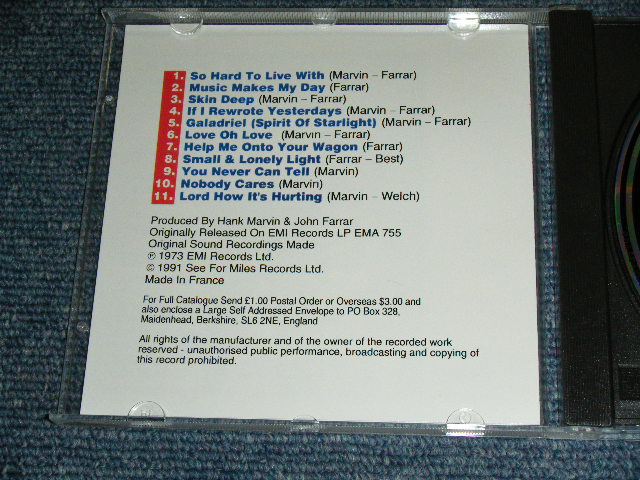 1. So Hard To Live With (Marvin – Farrar)
2. Music Makes My Day (Farrar)
3. Skin Deep (Marvin – Farrar)
4. If I Rewrote Yesterdays (Marvin – Farrar)
5. Galadriel (Spirit Of Starlight) (Marvin – Farrar)
6. Love Oh Love (Marvin – Farrar)
7. Help Me Onto Your Wagon (Farrar)
8. Small & Lonely Light (Farrar – Best)
9. You Never Can Tell (Marvin)
10. Nobody Cares (Marvin)
11. Lord How It's Hurting (Marvin – Welch)
Produced By Hank Marvin & John Farrar
Originally Released On EMI Records LP EMA 755
Original Sound Recordings Made
℗ 1973 EMI Records Ltd.
© 1991 See For Miles Records Ltd.
Made In France
For Full Catalogue Send £1.00 Postal Order or Overseas $3.00 and
also enclose a Large Self Addressed Envelope to PO Box 328,
Maidenhead, Berkshire, SL6 2NE, England
All rights of the manufacturer and of the owner of the recorded work
reserved - unauthorised public performance, broadcasting and copying of
this record prohibited.